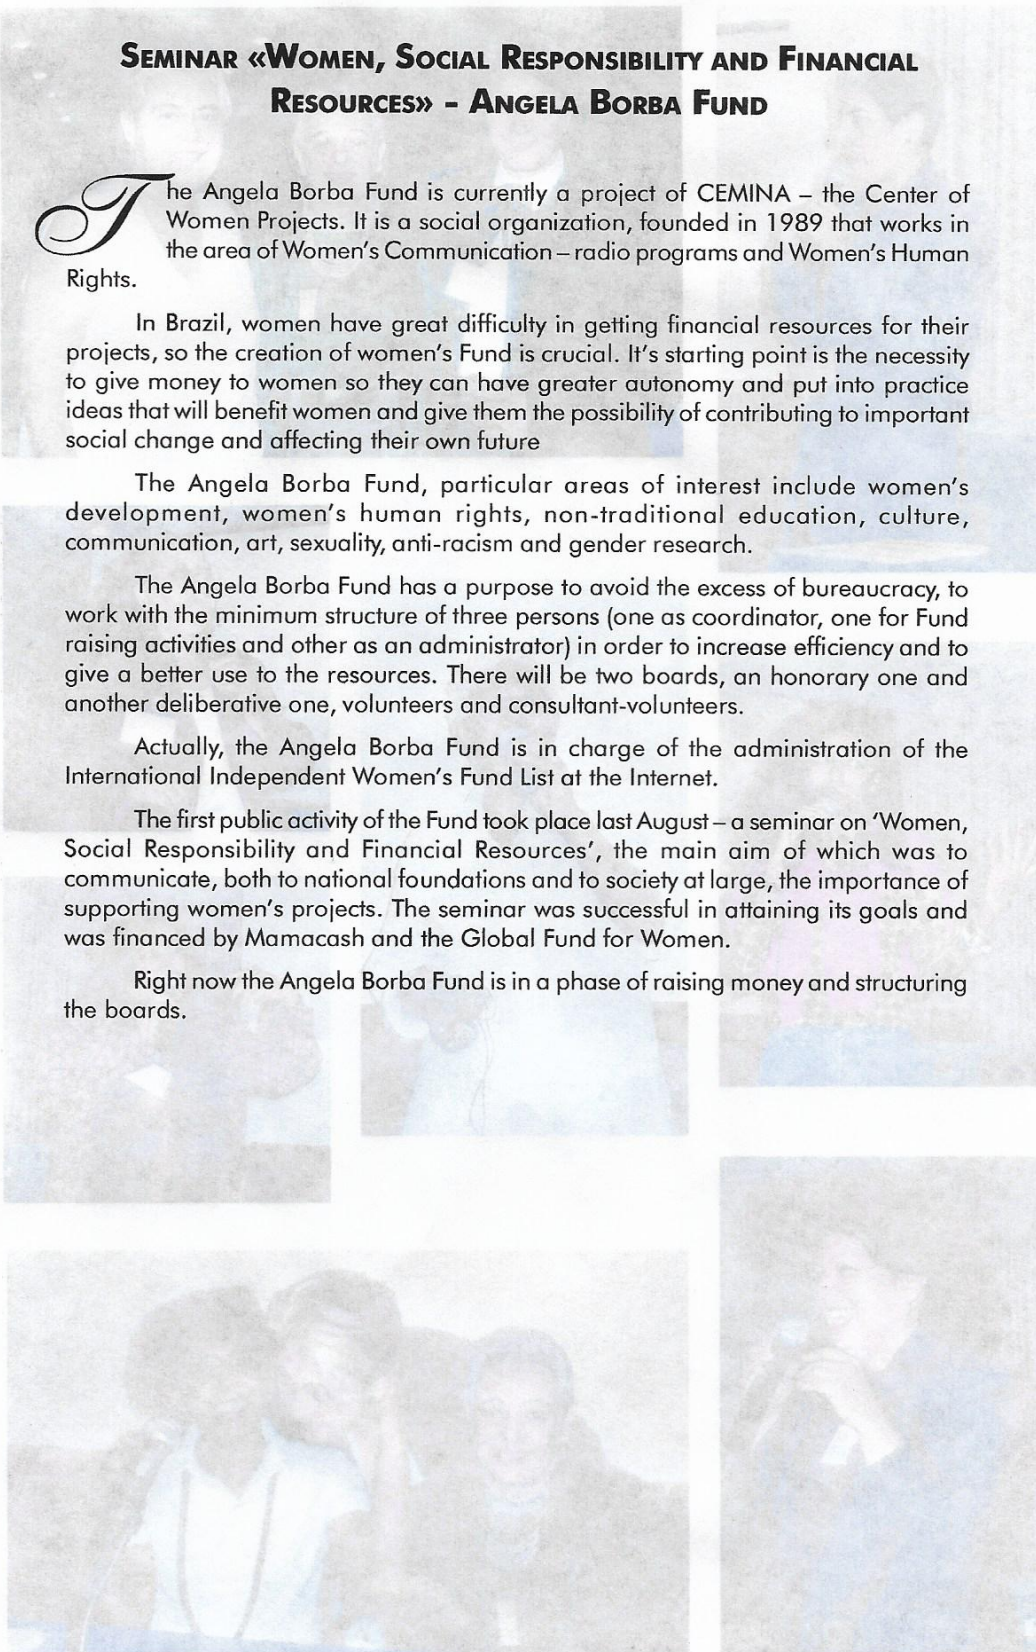 SEMINAR «WOMEN, SOCIAL RESPONSIBILITY AND FINANCIAL
RESOURCES» – ANGELA BORBA FUND
The Angela Borba Fund is currently a project of CEMINA – the Center of
Women Projects. It is a social organization, founded in 1989 that works in
the area of Women's Communication – radio programs and Women's Human
Rights.
In Brazil, women have great difficulty in getting financial resources for their
projects, so the creation of women's Fund is crucial. It's starting point is the necessity
to give money to women so they can have greater autonomy and put into practice
ideas that will benefit women and give them the possibility of contributing to important
social change and affecting their own future
The Angela Borba Fund, particular areas of interest include women's
development, women's human rights, non-traditional education, culture,
communication, art, sexuality, anti-racism and gender research.
The Angela Borba Fund has a purpose to avoid the excess of bureaucracy, to
work with the minimum structure of three persons (one as coordinator, one for Fund
raising activities and other as an administrator) in order to increase efficiency and to
give a better use to the resources. There will be two boards, an honorary one and
another deliberative one, volunteers and consultant-volunteers.
Actually, the Angela Borba Fund is in charge of the administration of the
International Independent Women's Fund List at the Internet.
The first public activity of the Fund took place last August – a seminar on 'Women,
Social Responsibility and Financial Resources', the main aim of which was to
communicate, both to national foundations and to society at large, the importance of
supporting women's projects. The seminar was successful in attaining its goals and
was financed by Mamacash and the Global Fund for Women.
Right now the Angela Borba Fund is in a phase of raising money and structuring
the boards.